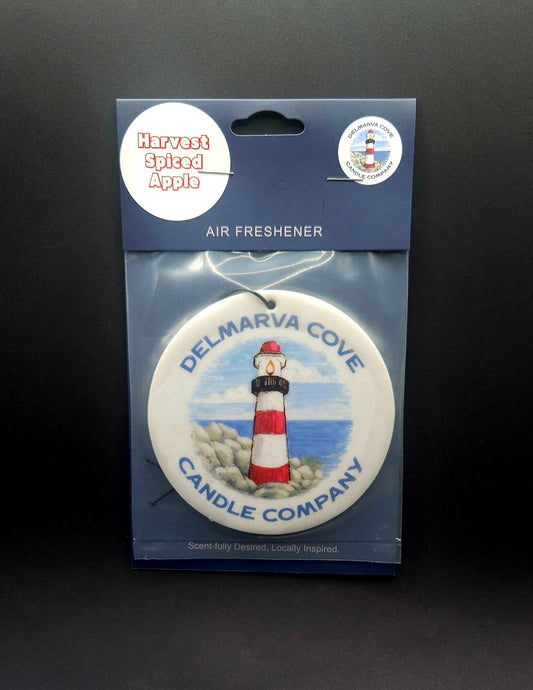 Harvest
Spiced
Apple
DELMARVA COVE
CANDLE COMPANY
AIR FRESHENER
DELMARVA COVE
CANDLE COMPANY
Scent-fully Desired, Locally Inspired.